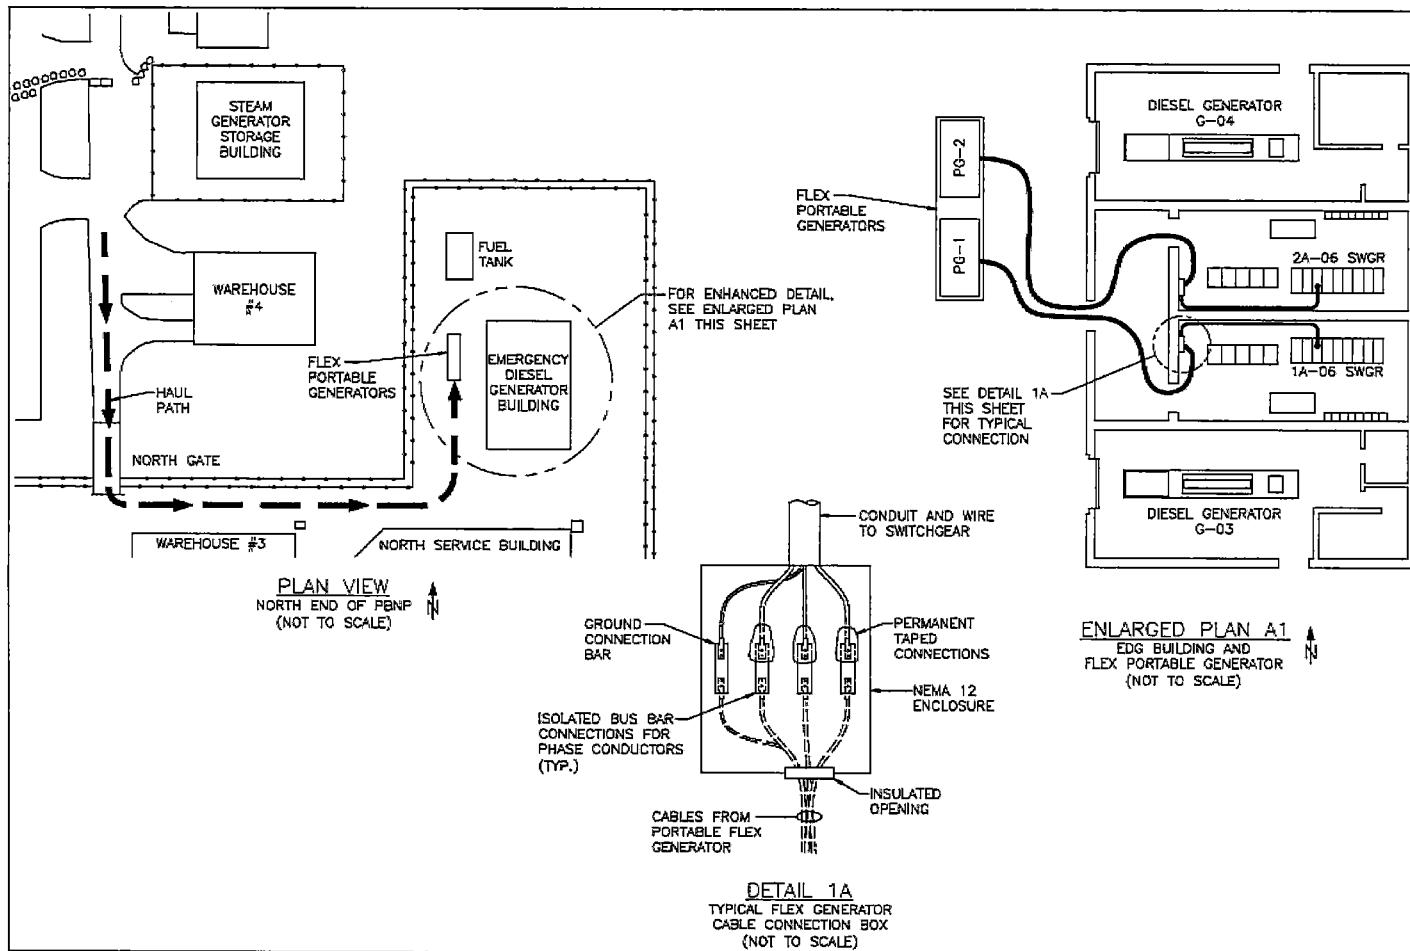 STEAM
GENERATOR
STORAGE
BUILDING
FUEL
TANK
WAREHOUSE
#4
FOR ENHANCED DETAIL,
SEE ENLARGED PLAN
A1 THIS SHEET
FLEX
PORTABLE
GENERATORS
EMERGENCY
DIESEL
GENERATOR
BUILDING
HAUL
PATH
NORTH GATE
WAREHOUSE #3
NORTH SERVICE BUILDING
PLAN VIEW
NORTH END OF PBNP
(NOT TO SCALE)
N
DIESEL GENERATOR
G-04
PG-2
FLEX
PORTABLE
GENERATORS
PG-1
2A-06 SWGR
1A-06 SWGR
SEE DETAIL 1A
THIS SHEET
FOR TYPICAL
CONNECTION
DIESEL GENERATOR
G-03
ENLARGED PLAN A1
EDG BUILDING AND
FLEX PORTABLE GENERATOR
(NOT TO SCALE)
N
CONDUIT AND WIRE
TO SWITCHGEAR
GROUND
CONNECTION
BAR
PERMANENT
TAPED
CONNECTIONS
NEMA 12
ENCLOSURE
ISOLATED BUS BAR
CONNECTIONS FOR
PHASE CONDUCTORS
(TYP.)
INSULATED
OPENING
CABLES FROM
PORTABLE FLEX
GENERATOR
DETAIL 1A
TYPICAL FLEX GENERATOR
CABLE CONNECTION BOX
(NOT TO SCALE)